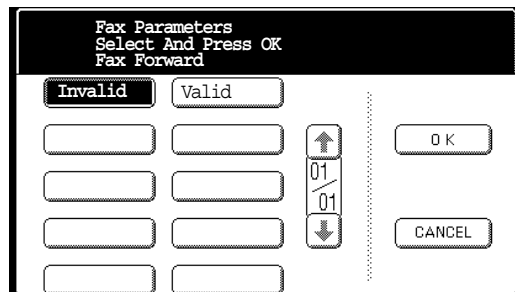 Fax Parameters
Select And Press OK
Fax Forward
Invalid Valid
OK
01
01
CANCEL